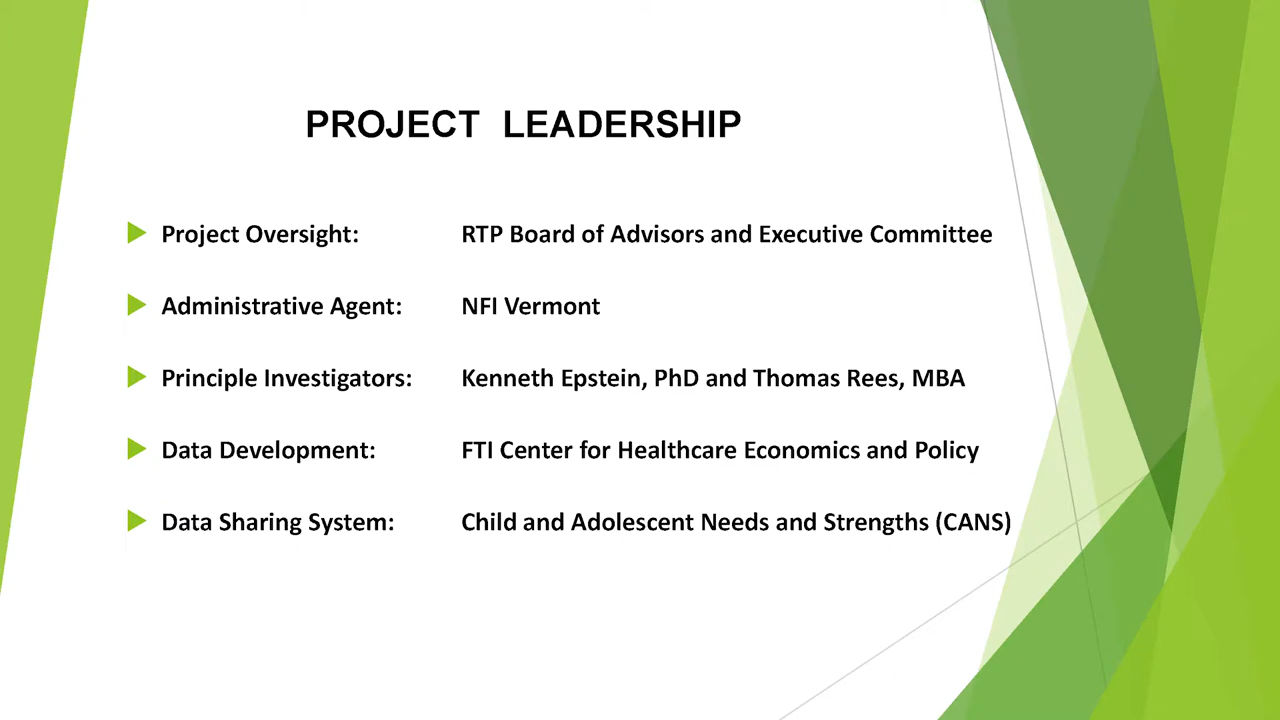 PROJECT LEADERSHIP
Project Oversight: RTP Board of Advisors and Executive Committee
Administrative Agent: NFI Vermont
Principle Investigators: Kenneth Epstein, PhD and Thomas Rees, MBA
Data Development: FTI Center for Healthcare Economics and Policy
Data Sharing System: Child and Adolescent Needs and Strengths (CANS)